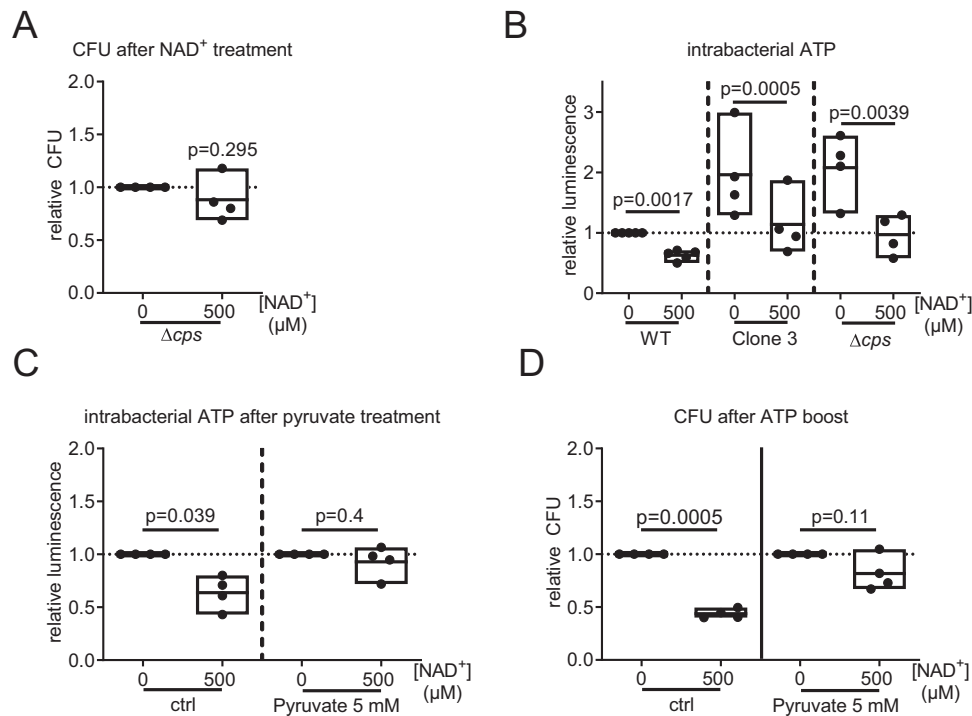 A
CFU after NAD⁺ treatment
relative CFU
2.0
1.5
1.0
0.5
0.0
p=0.295
0 500
[NAD⁺]
(µM)
Δcps
B
intrabacterial ATP
relative luminescence
3
2
1
0
p=0.0017
p=0.0005
p=0.0039
0 500 0 500 0 500
[NAD⁺]
(µM)
WT Clone 3 Δcps
C
intrabacterial ATP after pyruvate treatment
relative luminescence
2.0
1.5
1.0
0.5
0.0
p=0.039
p=0.4
0 500 0 500
[NAD⁺]
(µM)
ctrl Pyruvate 5 mM
D
CFU after ATP boost
relative CFU
2.0
1.5
1.0
0.5
0.0
p=0.0005
p=0.11
0 500 0 500
[NAD⁺]
(µM)
ctrl Pyruvate 5 mM